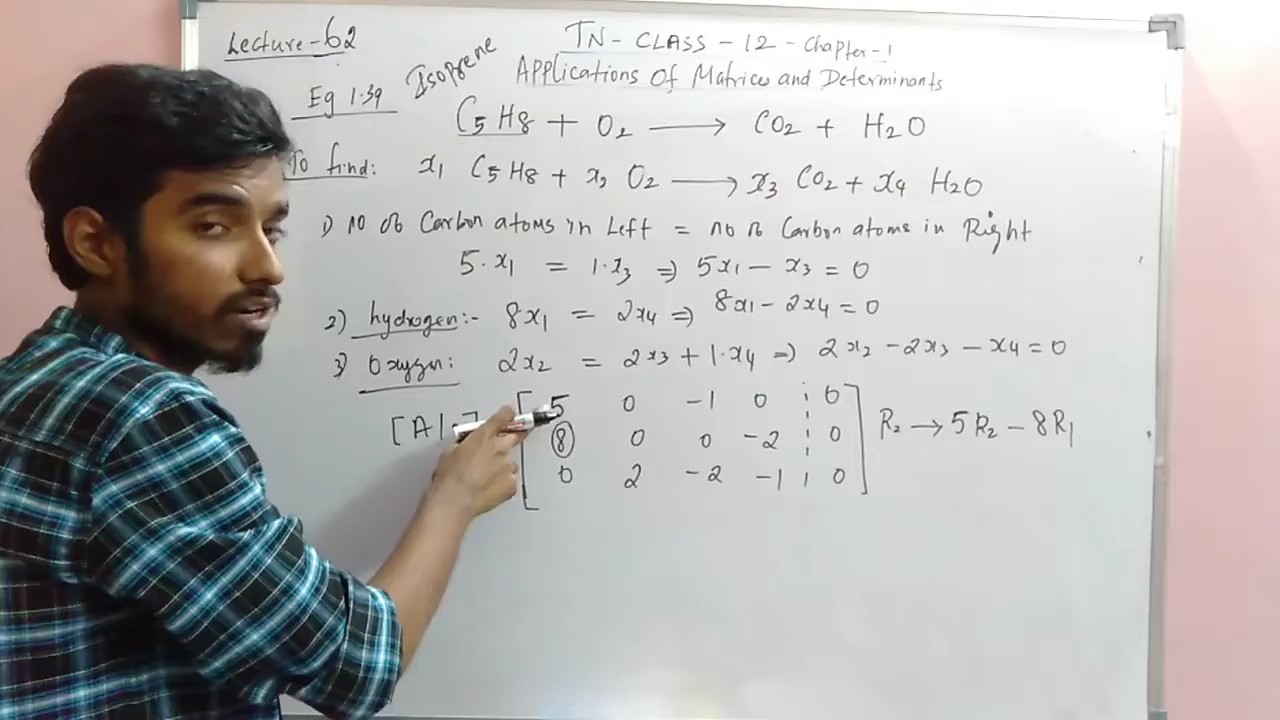 Lecture-62
TN- CLASS - 12 - Chapter-1
Applications Of Matrices and Determinants
Eg 1.39
Isoprene
C5H8 + O2 ⟶ CO2 + H2O
To find: x1 C5H8 + x2 O2 ⟶ x3 CO2 + x4 H2O
1) no of Carbon atoms in Left = no of Carbon atoms in Right
5·x1 = 1·x3 ⇒ 5x1 - x3 = 0
2) hydrogen:- 8x1 = 2x4 ⇒ 8x1 - 2x4 = 0
3) Oxygen: 2x2 = 2x3 + 1·x4 ⇒ 2x2 - 2x3 - x4 = 0
5 0 -1 0 0
[A| 8 0 0 -2 0 R2 → 5R2 - 8R1
0 2 -2 -1 0